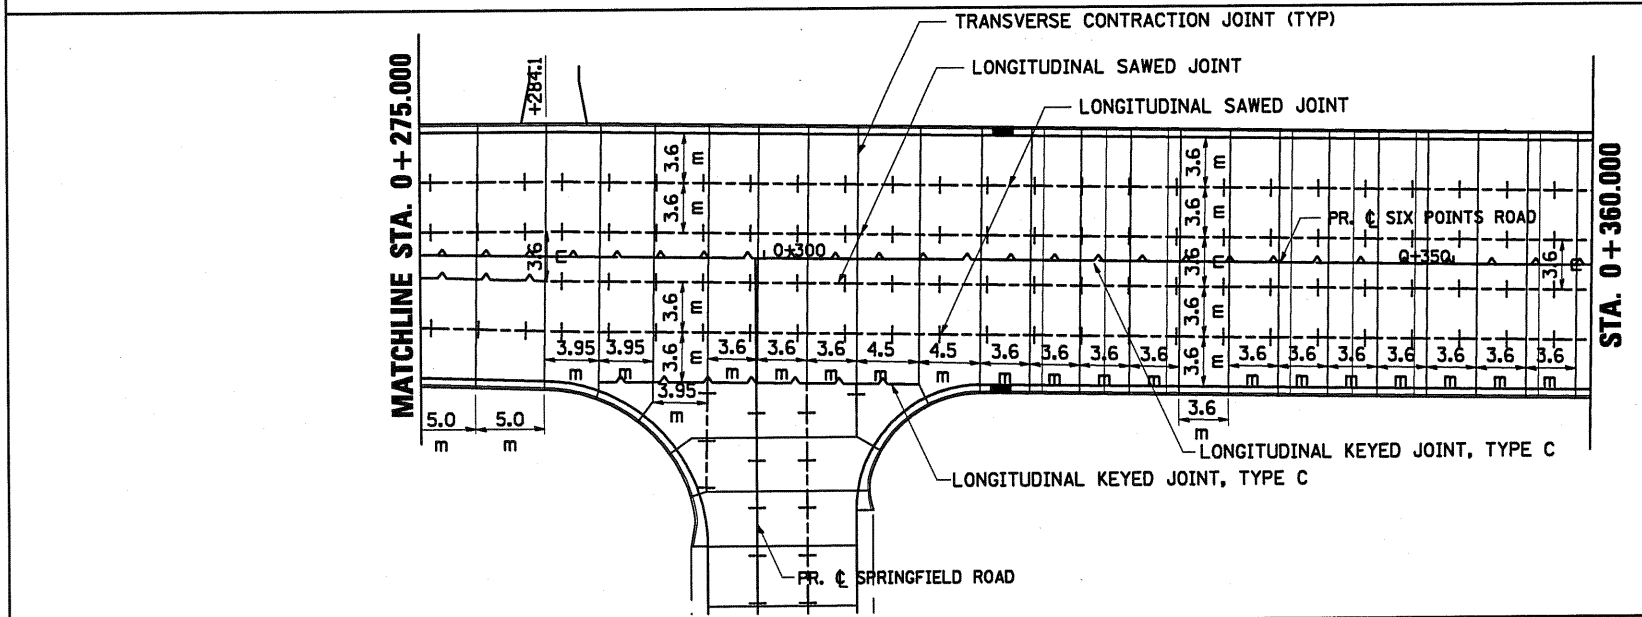 TRANSVERSE CONTRACTION JOINT (TYP)
LONGITUDINAL SAWED JOINT
LONGITUDINAL SAWED JOINT
MATCHLINE STA. 0+275.000
+284.1
3.6 m
3.6 m
3.6 m
3.6 m
PR. ℄ SIX POINTS ROAD
STA. 0+360.000
3.6 m
0+300
3.6 m
0+350
3.6 m
3.6 m
3.6 m
3.6 m
3.6 m
3.95 m
3.95 m
3.6 m
3.6 m
3.6 m
4.5 m
4.5 m
3.6 m
3.6 m
3.6 m
3.6 m
3.6 m
3.6 m
3.6 m
3.6 m
3.6 m
3.6 m
3.6 m
3.95 m
5.0 m
5.0 m
3.6 m
LONGITUDINAL KEYED JOINT, TYPE C
LONGITUDINAL KEYED JOINT, TYPE C
PR. ℄ SPRINGFIELD ROAD